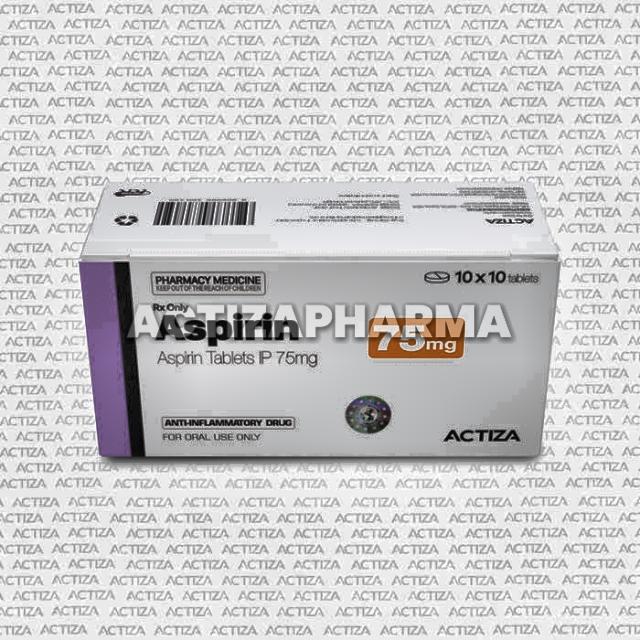 ACTIZA
PHARMACY MEDICINE
KEEP OUT OF THE REACH OF CHILDREN
10 x 10 tablets
Rx Only
Aspirin
ACTIZAPHARMA
75mg
Aspirin Tablets IP 75mg
ANTI-INFLAMMATORY DRUG
FOR ORAL USE ONLY
ACTIZA